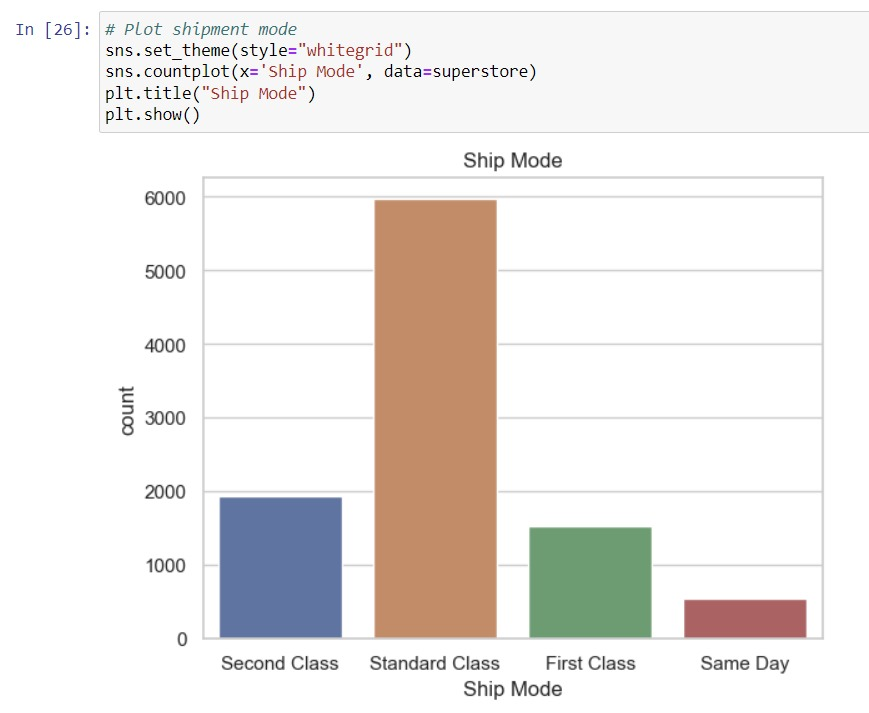 In [26]: # Plot shipment mode
sns.set_theme(style="whitegrid")
sns.countplot(x='Ship Mode', data=superstore)
plt.title("Ship Mode")
plt.show()
Ship Mode
6000
5000
4000
3000
2000
1000
0
count
Second Class Standard Class First Class Same Day
Ship Mode